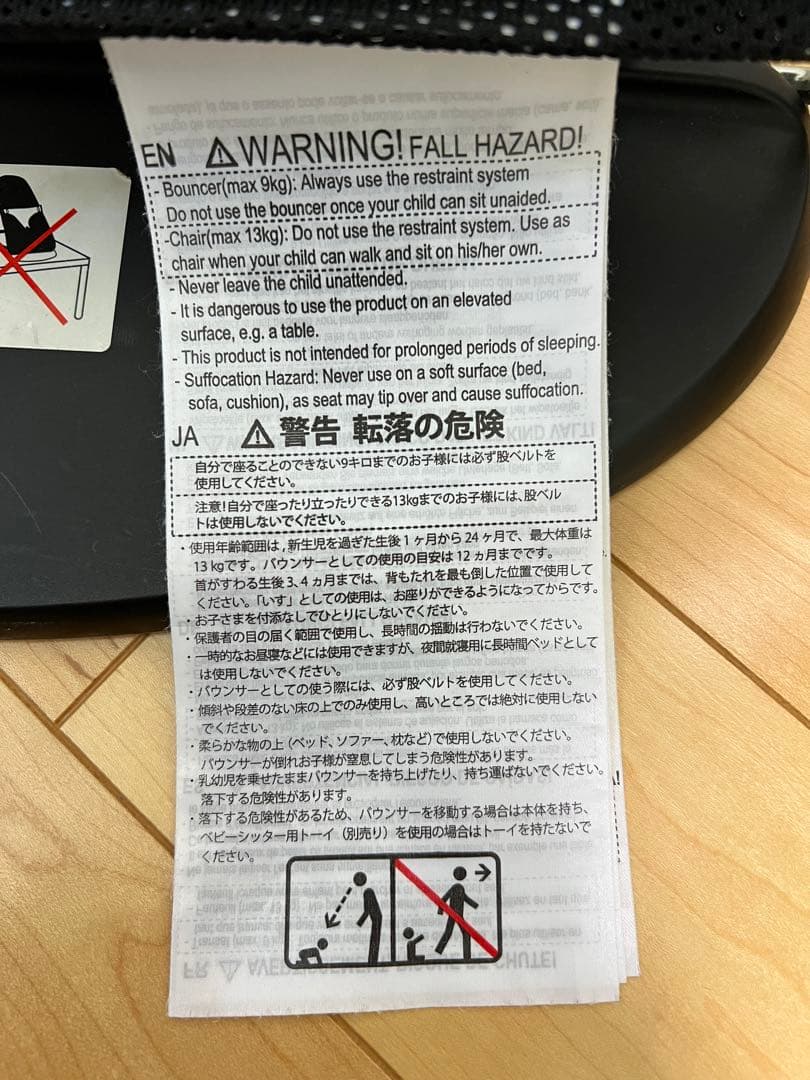 EN ⚠WARNING! FALL HAZARD!
- Bouncer(max 9kg): Always use the restraint system
Do not use the bouncer once your child can sit unaided.
-Chair(max 13kg): Do not use the restraint system. Use as
chair when your child can walk and sit on his/her own.
- Never leave the child unattended.
- It is dangerous to use the product on an elevated
surface, e.g. a table.
- This product is not intended for prolonged periods of sleeping.
- Suffocation Hazard: Never use on a soft surface (bed,
sofa, cushion), as seat may tip over and cause suffocation.
JA ⚠警告 転落の危険
自分で座ることのできない9キロまでのお子様には必ず股ベルトを
使用してください。
注意!自分で座ったり立ったりできる13kgまでのお子様には、股ベル
トは使用しないでください。
・使用年齢範囲は,新生児を過ぎた生後1ヶ月から24ヶ月で、最大体重は
13kgです。バウンサーとしての使用の目安は12ヵ月までです。
首がすわる生後3、4ヵ月までは、背もたれを最も倒した位置で使用して
ください。「いす」としての使用は、お座りができるようになってからです。
・お子さまを付添なしでひとりにしないでください。
・保護者の目の届く範囲で使用し、長時間の揺動は行わないでください。
・一時的なお昼寝などには使用できますが、夜間就寝用に長時間ベッドとして
は使用しないでください。
・バウンサーとしての使う際には、必ず股ベルトを使用してください。
・傾斜や段差のない床の上でのみ使用し、高いところでは絶対に使用しない
でください。
・柔らかな物の上（ベッド、ソファー、枕など）で使用しないでください。
バウンサーが倒れお子様が窒息してしまう危険性があります。
・乳幼児を乗せたままバウンサーを持ち上げたり、持ち運ばないでください。
落下する危険性があります。
・落下する危険性があるため、バウンサーを移動する場合は本体を持ち、
ベビーシッター用トーイ（別売り）を使用の場合はトーイを持たないで
ください。